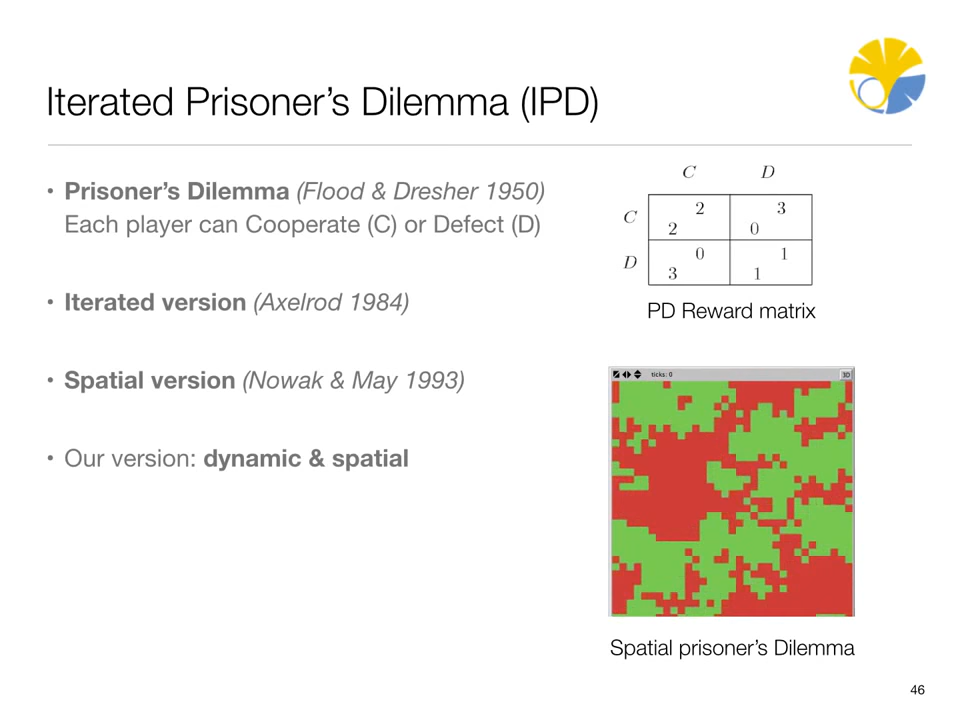 Iterated Prisoner’s Dilemma (IPD)
• Prisoner’s Dilemma (Flood & Dresher 1950)
Each player can Cooperate (C) or Defect (D)
• Iterated version (Axelrod 1984)
• Spatial version (Nowak & May 1993)
• Our version: dynamic & spatial
C D
2 3
C
2 0
0 1
D
3 1
PD Reward matrix
ticks: 0 3D
Spatial prisoner’s Dilemma
46